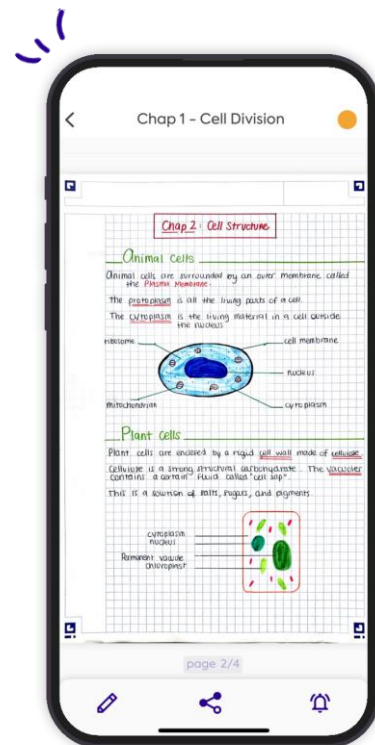 Chap 1 - Cell Division
Chap 2 : Cell Structure
Animal Cells
Animal cells are surrounded by an outer membrane called
the Plasma Membrane.
The protoplasm is all the living parts of a cell.
The cytoplasm is the living material in a cell outside
the nucleus
ribosome
cell membrane
nucleus
mitochondrion
cytoplasm
Plant cells
Plant cells are enclosed by a rigid cell wall made of cellulose.
Cellulose is a strong structural carbohydrate. The vacuoles
contains a certain fluid called "cell sap".
This is a solution of salts, sugars, and pigments.
cytoplasm
nucleus
Permanent vacuole
chloroplast
page 2/4